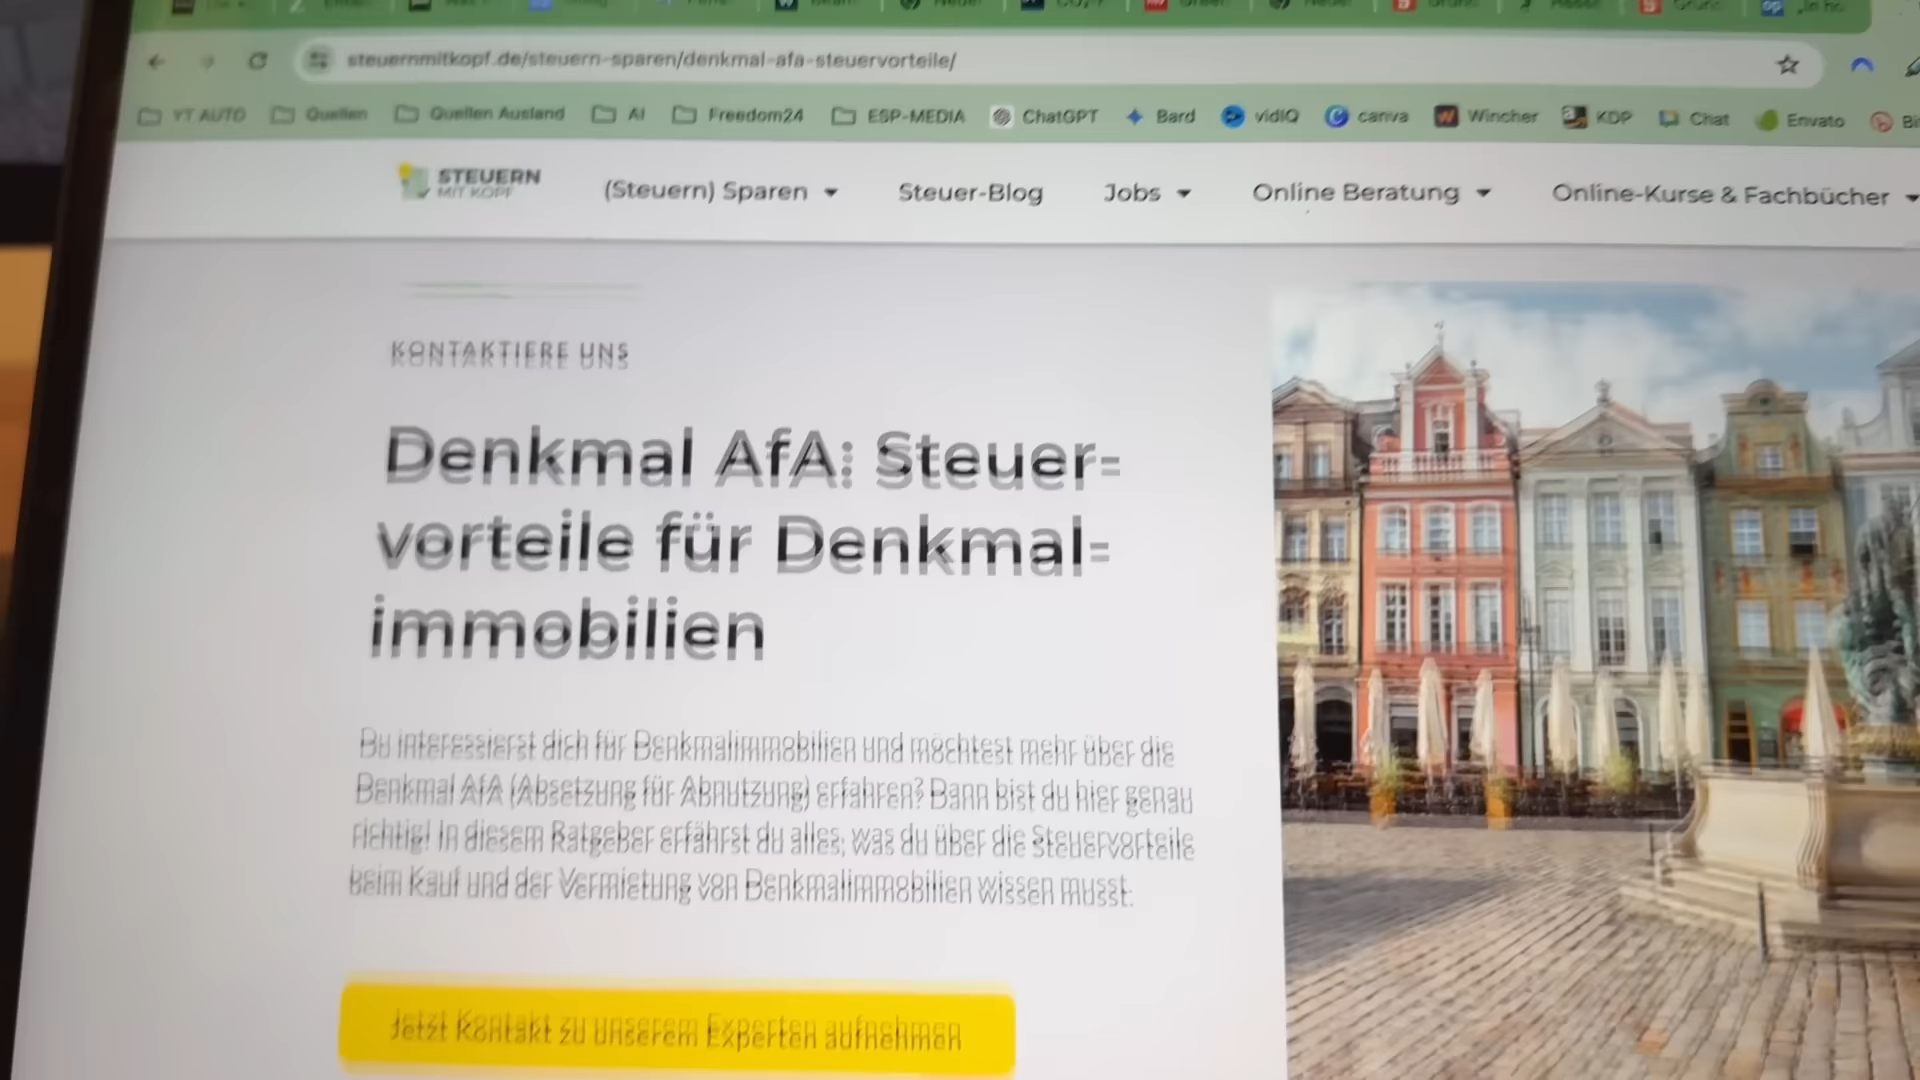 steuernmitkopf.de/steuern-sparen/denkmal-afa-steuervorteile/
YT AUTO Quellen Quellen Ausland AI Freedom24 ESP-MEDIA ChatGPT Bard vidIQ canva Wincher KDP Chat Envato
STEUERN
MIT KOPF
(Steuern) Sparen Steuer-Blog Jobs Online Beratung Online-Kurse & Fachbücher
KONTAKTIERE UNS
Denkmal AfA: Steuer-
vorteile für Denkmal-
immobilien
Du interessierst dich für Denkmalimmobilien und möchtest mehr über die
Denkmal AfA (Absetzung für Abnutzung) erfahren? Dann bist du hier genau
richtig! In diesem Ratgeber erfährst du alles, was du über die Steuervorteile
beim Kauf und der Vermietung von Denkmalimmobilien wissen musst.
Jetzt Kontakt zu unserem Experten aufnehmen